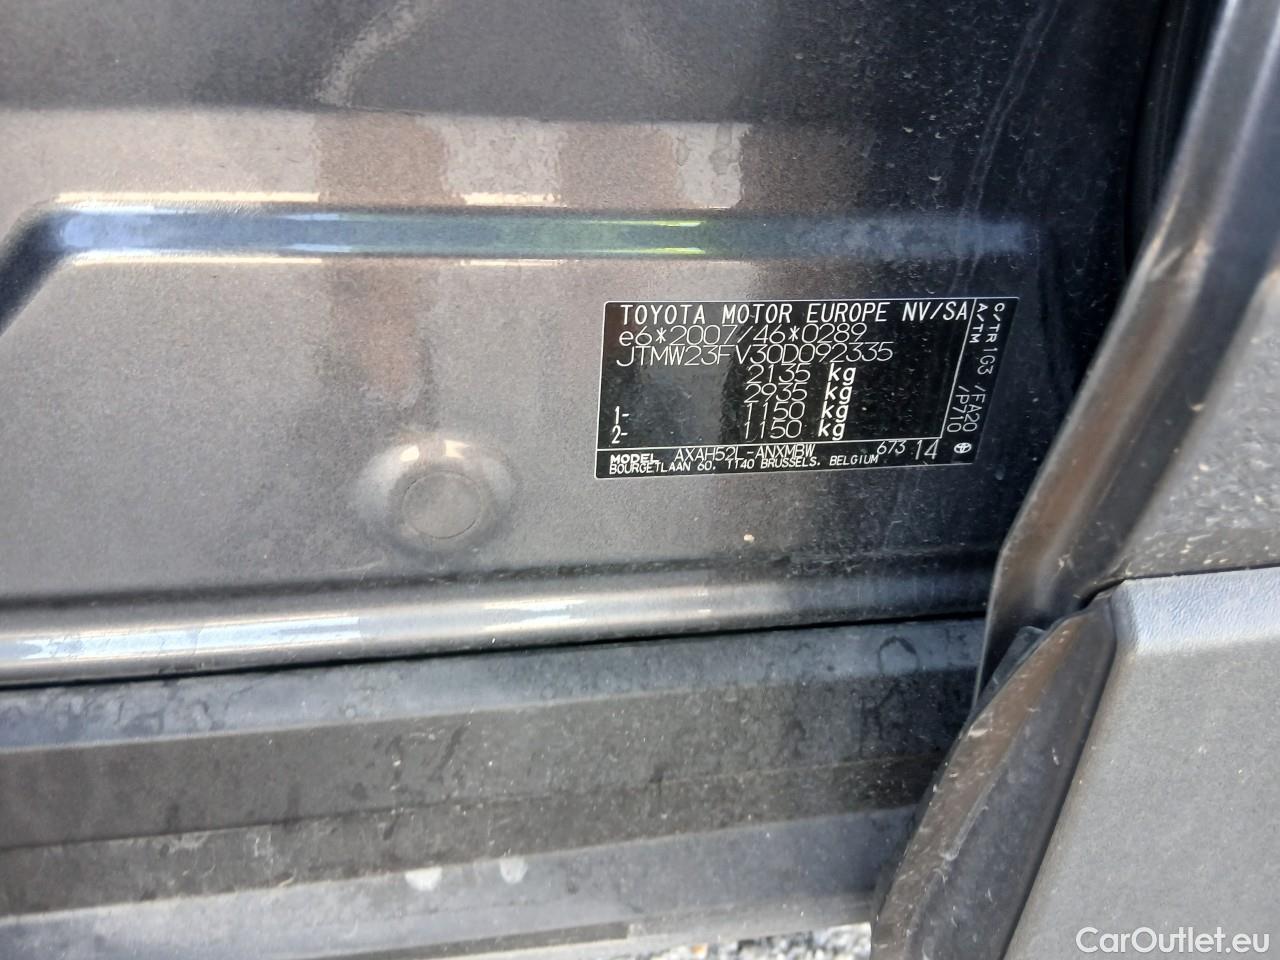 TOYOTA MOTOR EUROPE NV/SA
e6*2007/46*0289
JTMW23FV30D092335
2135 kg
2935 kg
1- 1150 kg
2- 1150 kg
MODEL AXAH52L-ANXMBW 673 14
BOURGETLAAN 60, 1140 BRUSSELS, BELGIUM
C/TR 1G3 /FA20
A/TM /P710
CarOutlet.eu